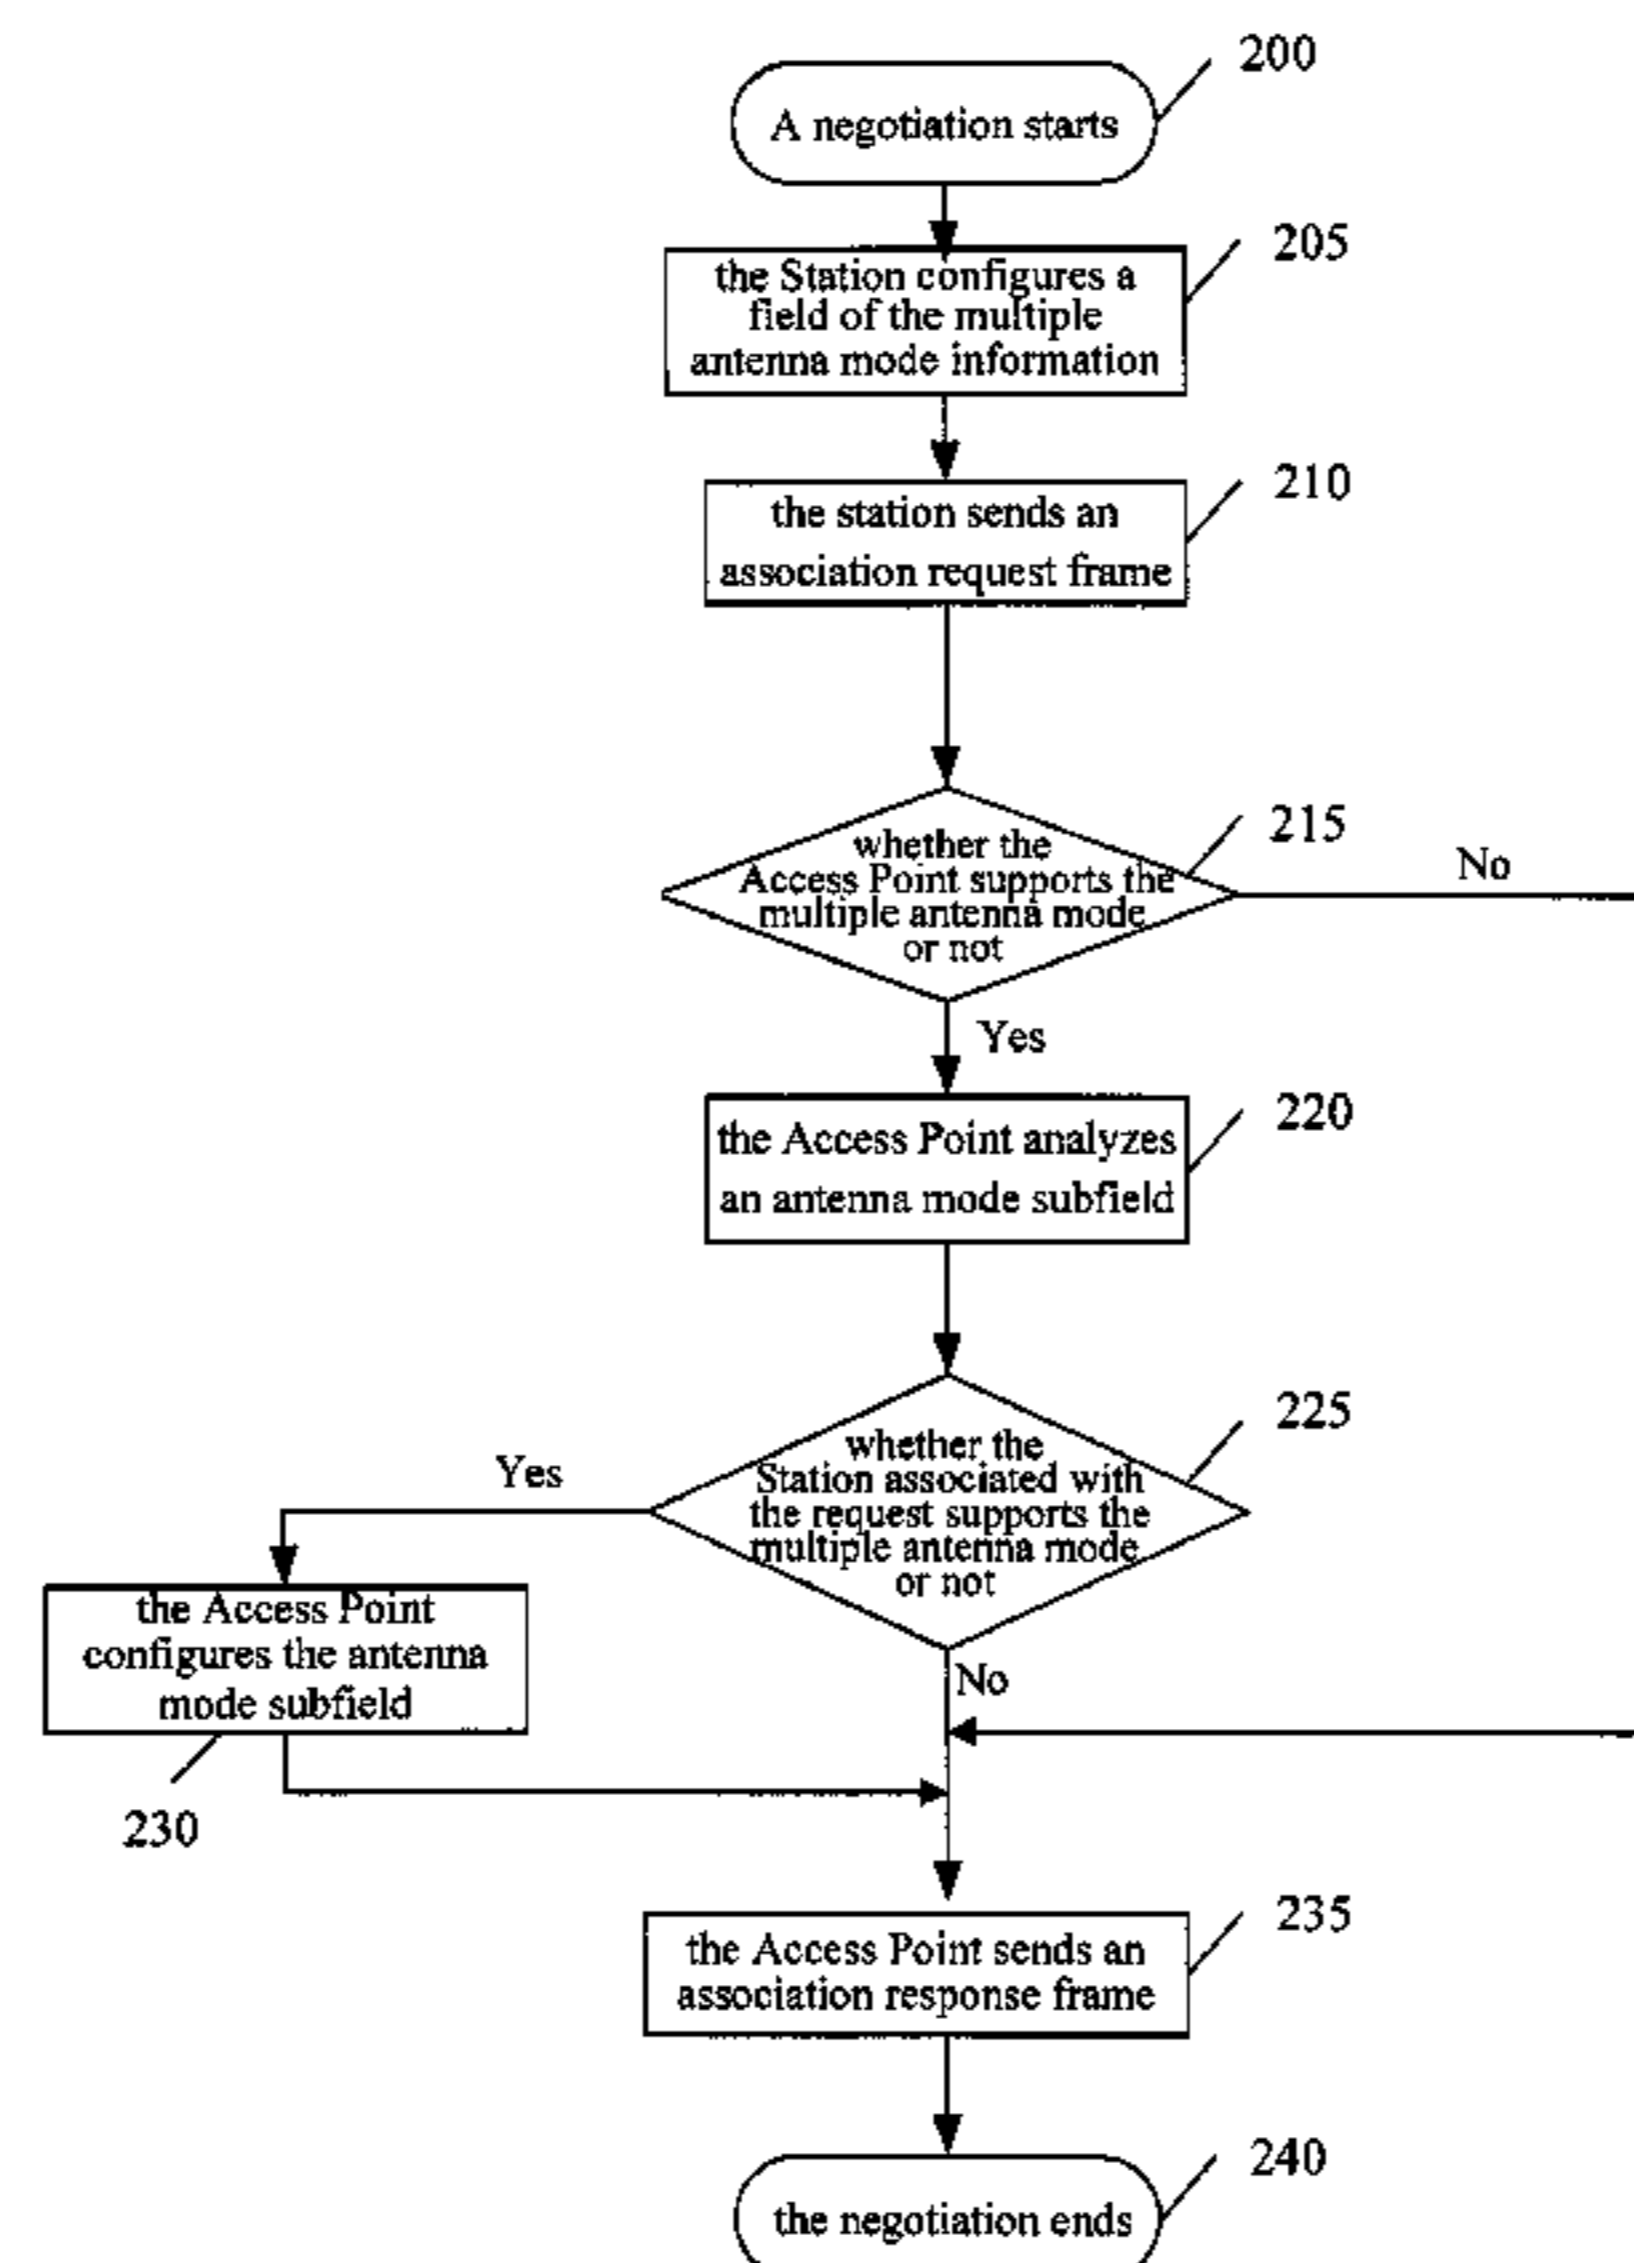 200
A negotiation starts
205
the Station configures a
field of the multiple
antenna mode information
210
the station sends an
association request frame
215
whether the
Access Point supports the
multiple antenna mode
or not
No
Yes
220
the Access Point analyzes
an antenna mode subfield
225
whether the
Station associated with
the request supports the
multiple antenna mode
or not
Yes
No
the Access Point
configures the antenna
mode subfield
230
235
the Access Point sends an
association response frame
240
the negotiation ends